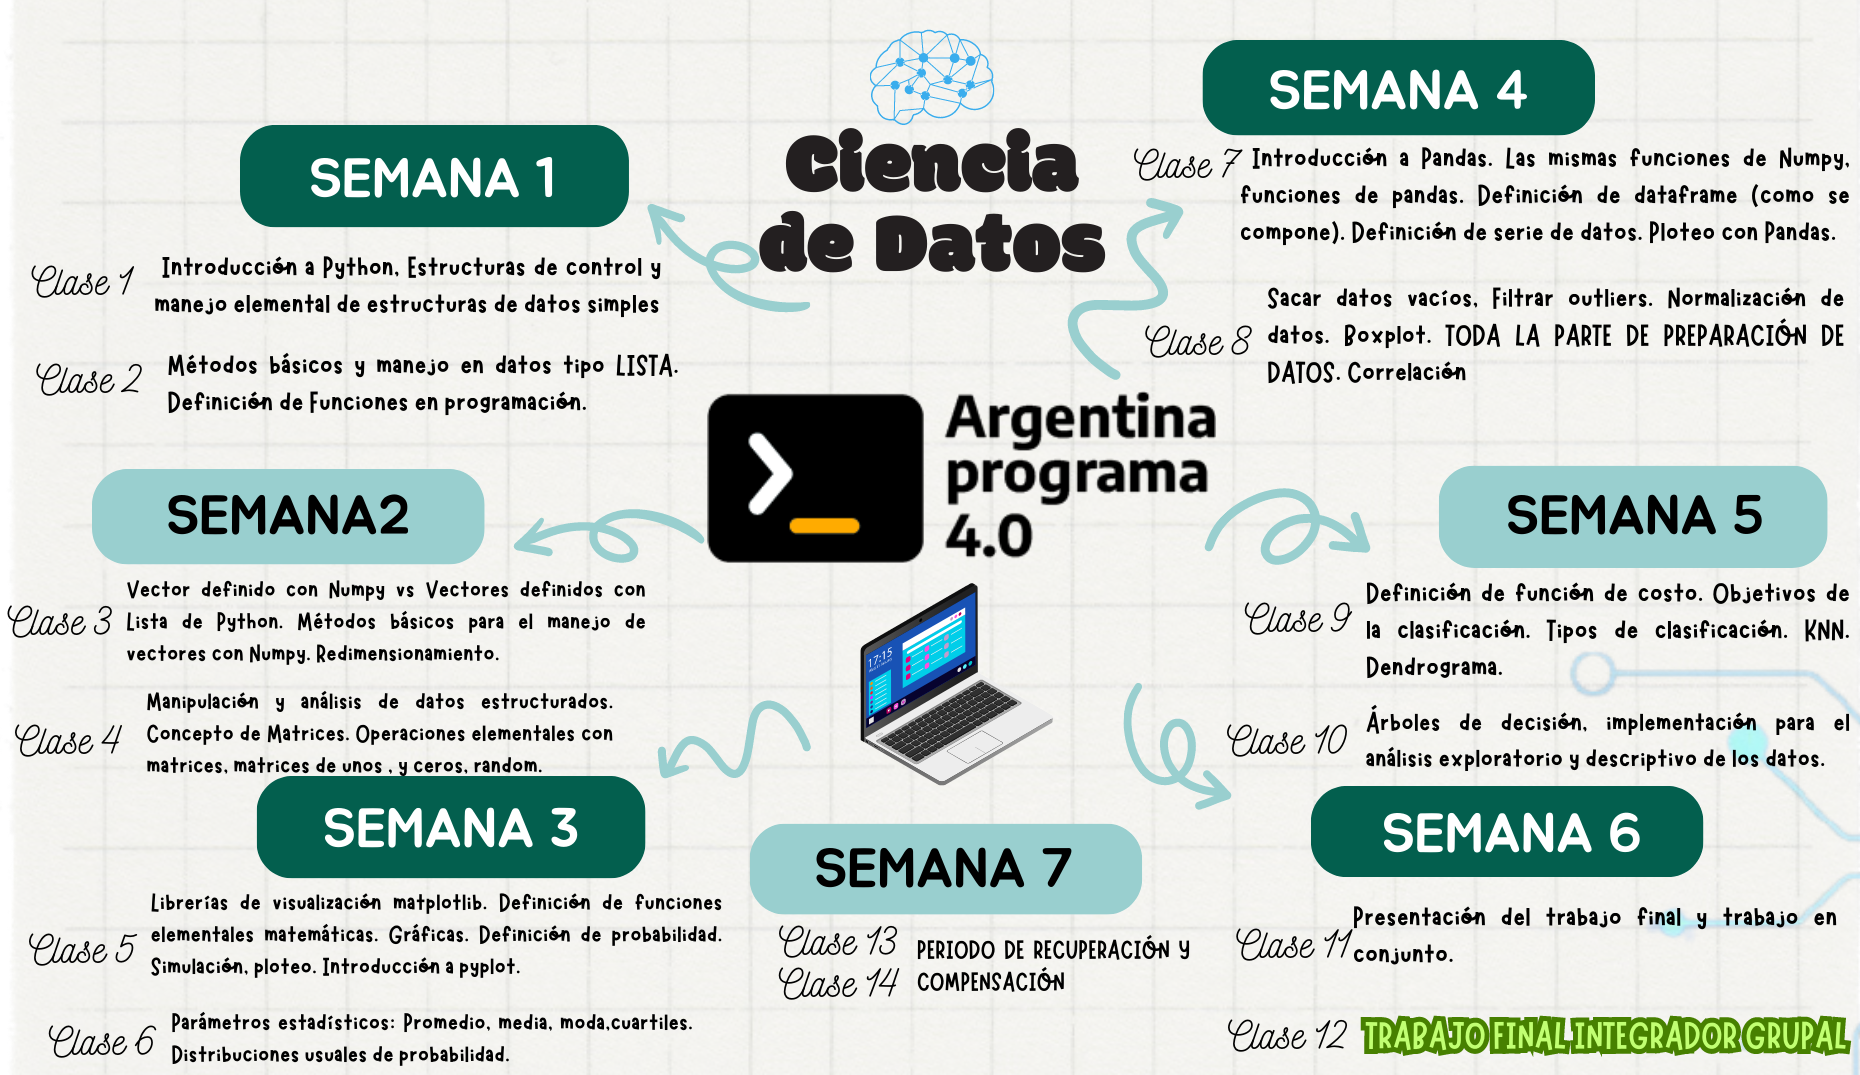 Ciencia
de Datos
Argentina
programa
4.0
17:15
SEMANA 1
Clase 1
Introducción a Python, Estructuras de control y
manejo elemental de estructuras de datos simples
Clase 2
Métodos básicos y manejo en datos tipo LISTA.
Definición de Funciones en programación.
SEMANA2
Clase 3
Vector definido con Numpy vs Vectores definidos con
Lista de Python. Métodos básicos para el manejo de
vectores con Numpy. Redimensionamiento.
Clase 4
Manipulación y análisis de datos estructurados.
Concepto de Matrices. Operaciones elementales con
matrices, matrices de unos , y ceros, random.
SEMANA 3
Clase 5
Librerías de visualización matplotlib. Definición de funciones
elementales matemáticas. Gráficas. Definición de probabilidad.
Simulación, ploteo. Introducción a pyplot.
Clase 6
Parámetros estadísticos: Promedio, media, moda,cuartiles.
Distribuciones usuales de probabilidad.
SEMANA 4
Clase 7
Introducción a Pandas. Las mismas funciones de Numpy,
funciones de pandas. Definición de dataframe (como se
compone). Definición de serie de datos. Ploteo con Pandas.
Clase 8
Sacar datos vacíos, Filtrar outliers. Normalización de
datos. Boxplot. TODA LA PARTE DE PREPARACIÓN DE
DATOS. Correlación
SEMANA 5
Clase 9
Definición de función de costo. Objetivos de
la clasificación. Tipos de clasificación. KNN.
Dendrograma.
Clase 10
Árboles de decisión, implementación para el
análisis exploratorio y descriptivo de los datos.
SEMANA 6
Clase 11
Presentación del trabajo final y trabajo en
conjunto.
Clase 12
TRABAJO FINAL INTEGRADOR GRUPAL
SEMANA 7
Clase 13
Clase 14
PERIODO DE RECUPERACIÓN Y
COMPENSACIÓN